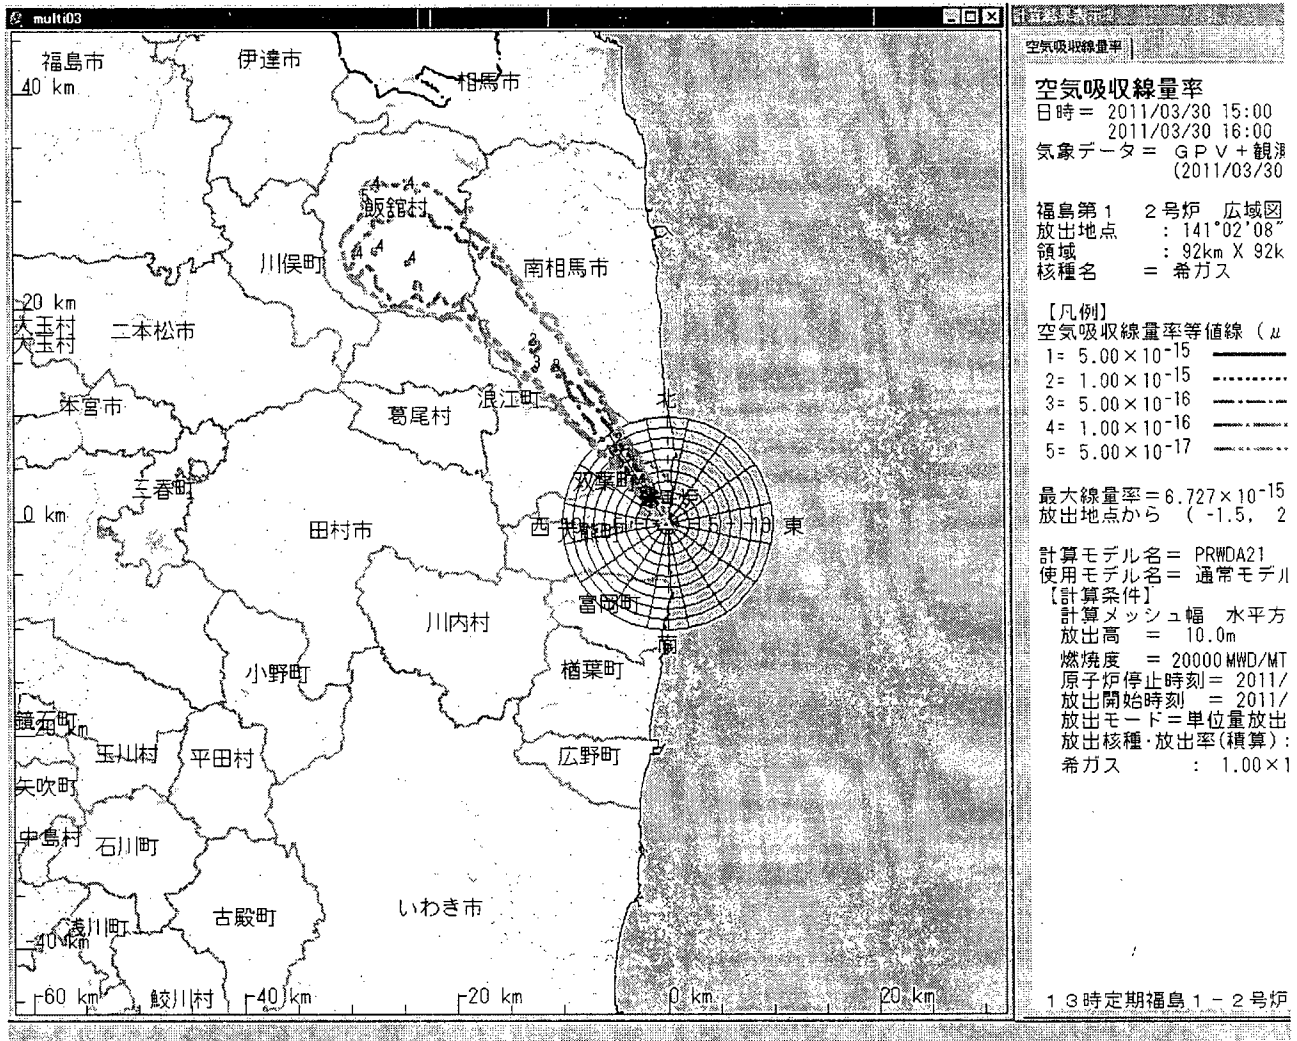 multi03
福島市
伊達市
相馬市
40 km
飯舘村
川俣町
南相馬市
20 km
大玉村
大玉村
二本松市
本宮市
葛尾村
浪江町
北
三春町
双葉町
0 km
田村市
西
東
富岡町
川内村
南
小野町
楢葉町
鏡石町
-20 km
玉川村
平田村
広野町
矢吹町
中島村
石川町
古殿町
いわき市
浅川町
-40 km
鮫川村
-60 km
-40 km
-20 km
0 km
20 km
計算結果表示
空気吸収線量率
空気吸収線量率
日時= 2011/03/30 15:00
2011/03/30 16:00
気象データ= GPV+観測
(2011/03/30
福島第1 2号炉 広域図
放出地点 : 141°02'08"
領域 : 92km X 92k
核種名 = 希ガス
【凡例】
空気吸収線量率等値線 (μ
1= 5.00×10-15
2= 1.00×10-15
3= 5.00×10-16
4= 1.00×10-16
5= 5.00×10-17
最大線量率=6.727×10-15
放出地点から ( -1.5, 2
計算モデル名= PRWDA21
使用モデル名= 通常モデル
【計算条件】
計算メッシュ幅 水平方
放出高 = 10.0m
燃焼度 = 20000MWD/MT
原子炉停止時刻= 2011/
放出開始時刻 = 2011/
放出モード=単位量放出
放出核種・放出率(積算):
希ガス : 1.00×1
13時定期福島1-2号炉